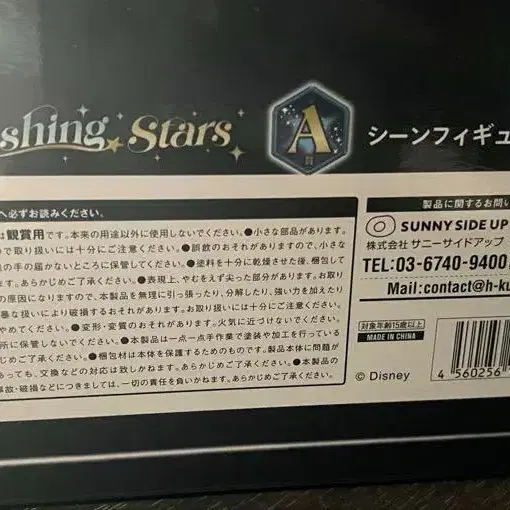 shing Stars
A
賞
シーンフィギュ
へ必ずお読みください。
は観賞用です。本来の用途以外に使用しないでください。●小さな部品があります。
ので取り扱いには十分にご注意ください。●誤飲のおそれがありますので、小さな
の手の届かないところに保管してください。●塗料を十分に乾燥させた後、梱包して
ます。あらかじめご了承ください。●表現上、やむをえず尖った部分があります。お取り
の原因になりますので、本製品を無理に引っ張ったり、分解したり、強い力を加えたり
暴な扱いにより破損するおそれがあります。お取り扱いには十分にご注意ください。
やめてください。●変形・変質のおそれがあります。火気に近づけないでください。
所に保管しないでください。●本製品は一点一点手作業で塗装や加工を行っている
じめご了承ください。●梱包材は本体を保護するためのものです。製品本体に問題が
あっても、交換などの対応は致しかねます。あらかじめご了承ください。●本製品の
事故・破損などにつきましては、一切の責任を負いかねます。あらかじめご了承ください。
製品に関するお問い
SUNNY SIDE UP
株式会社 サニーサイドアップ
TEL:03-6740-9400
Mail:contact@h-ku
対象年齢15歳以上
MADE IN CHINA
© Disney
4 560256